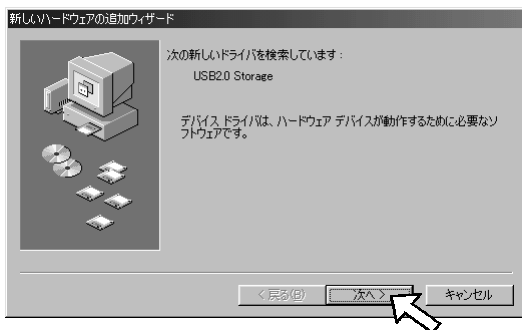 新しいハードウェアの追加ウィザード
次の新しいドライバを検索しています：
USB2.0 Storage
デバイス ドライバは、ハードウェア デバイスが動作するために必要なソ
フトウェアです。
< 戻る(B)
次へ >
キャンセル